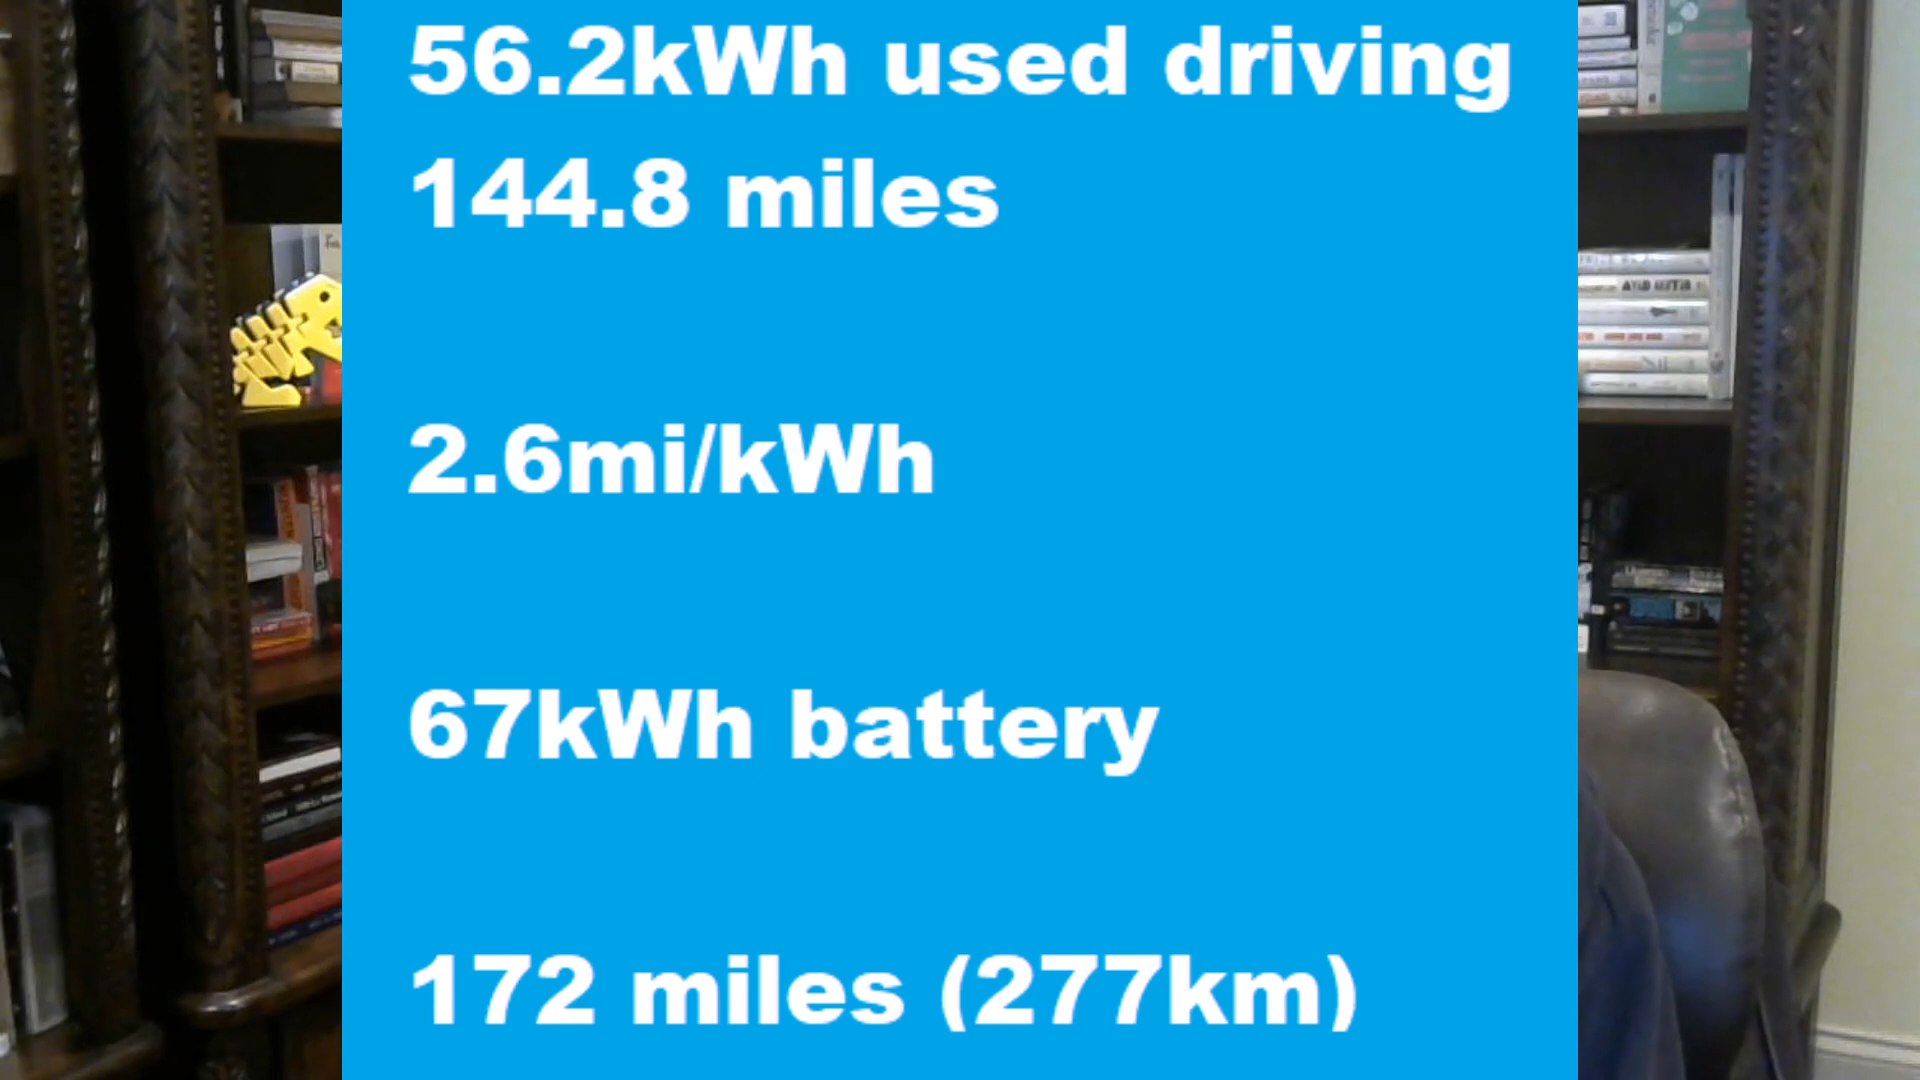 56.2kWh used driving
144.8 miles
2.6mi/kWh
67kWh battery
172 miles (277km)